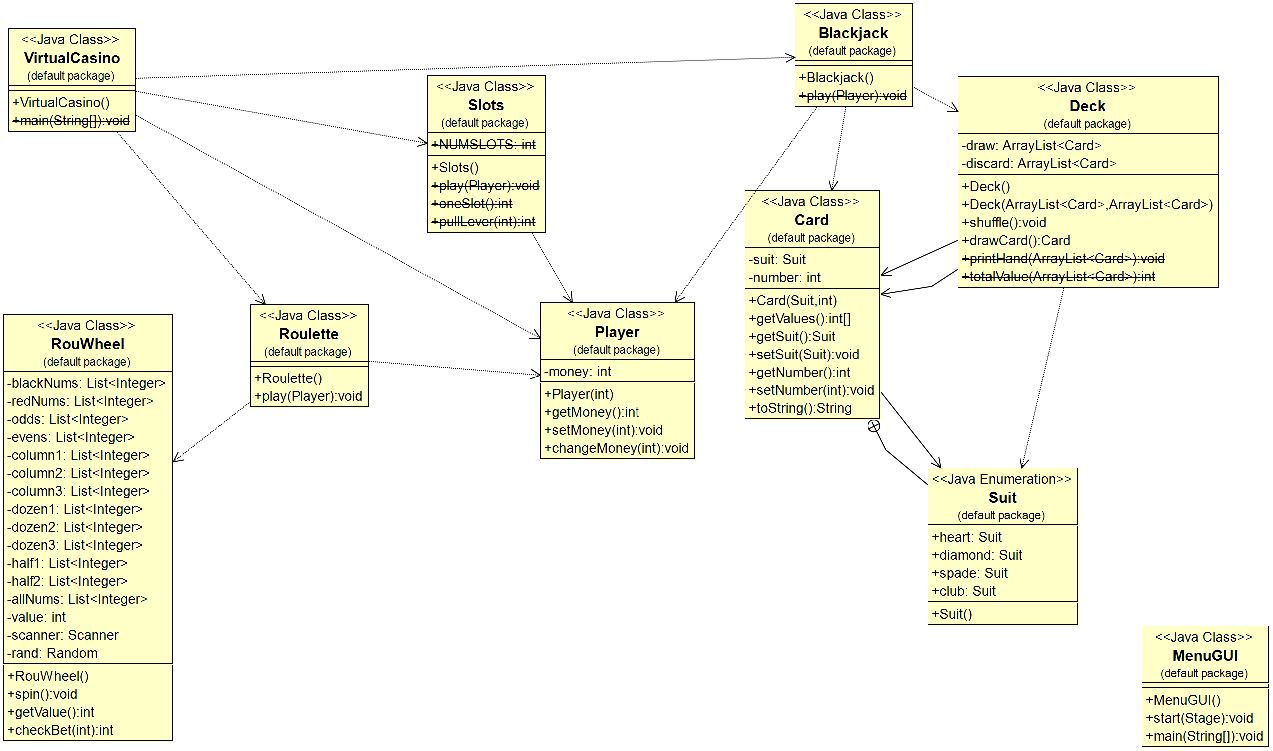 <<Java Class>>
VirtualCasino
(default package)
+VirtualCasino()
+main(String[]):void
<<Java Class>>
Slots
(default package)
+NUMSLOTS: int
+Slots()
+play(Player):void
+oneSlot():int
+pullLever(int):int
<<Java Class>>
Blackjack
(default package)
+Blackjack()
+play(Player):void
<<Java Class>>
Deck
(default package)
-draw: ArrayList<Card>
-discard: ArrayList<Card>
+Deck()
+Deck(ArrayList<Card>,ArrayList<Card>)
+shuffle():void
+drawCard():Card
+printHand(ArrayList<Card>):void
+totalValue(ArrayList<Card>):int
<<Java Class>>
Card
(default package)
-suit: Suit
-number: int
+Card(Suit,int)
+getValues():int[]
+getSuit():Suit
+setSuit(Suit):void
+getNumber():int
+setNumber(int):void
+toString():String
<<Java Class>>
RouWheel
(default package)
-blackNums: List<Integer>
-redNums: List<Integer>
-odds: List<Integer>
-evens: List<Integer>
-column1: List<Integer>
-column2: List<Integer>
-column3: List<Integer>
-dozen1: List<Integer>
-dozen2: List<Integer>
-dozen3: List<Integer>
-half1: List<Integer>
-half2: List<Integer>
-allNums: List<Integer>
-value: int
-scanner: Scanner
-rand: Random
+RouWheel()
+spin():void
+getValue():int
+checkBet(int):int
<<Java Class>>
Roulette
(default package)
+Roulette()
+play(Player):void
<<Java Class>>
Player
(default package)
-money: int
+Player(int)
+getMoney():int
+setMoney(int):void
+changeMoney(int):void
<<Java Enumeration>>
Suit
(default package)
+heart: Suit
+diamond: Suit
+spade: Suit
+club: Suit
+Suit()
<<Java Class>>
MenuGUI
(default package)
+MenuGUI()
+start(Stage):void
+main(String[]):void